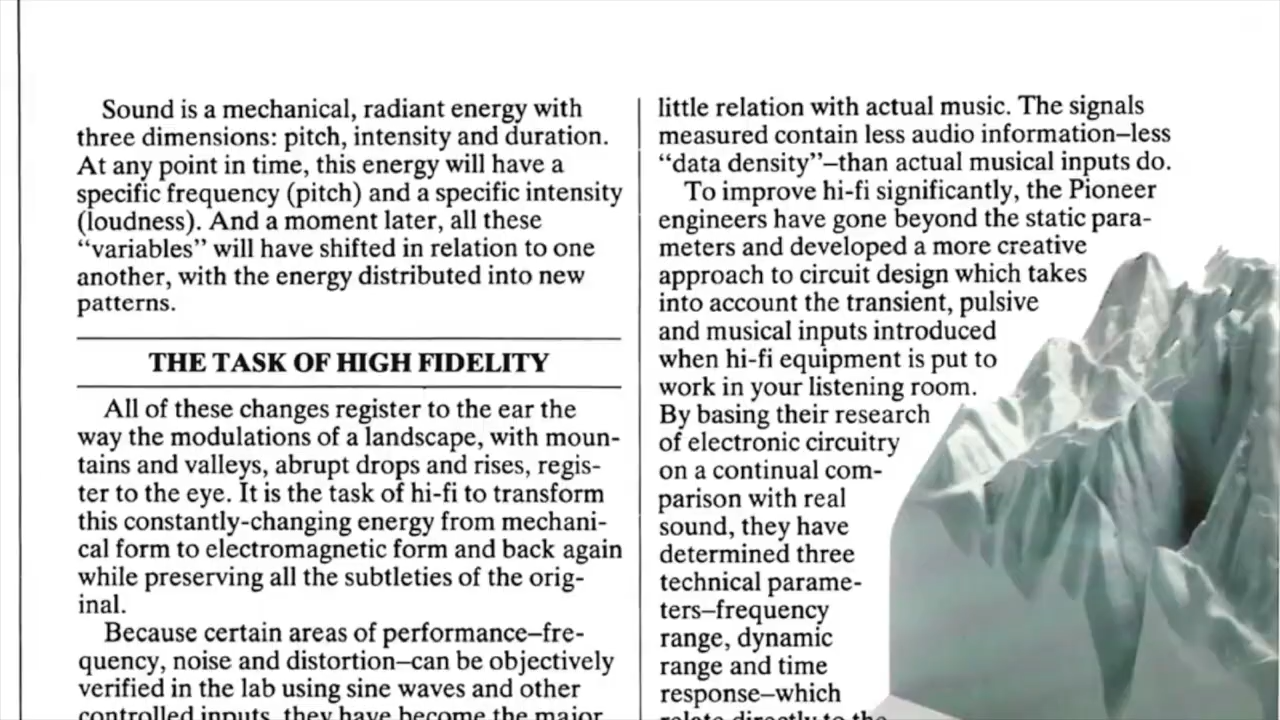 Sound is a mechanical, radiant energy with
three dimensions: pitch, intensity and duration.
At any point in time, this energy will have a
specific frequency (pitch) and a specific intensity
(loudness). And a moment later, all these
“variables” will have shifted in relation to one
another, with the energy distributed into new
patterns.
THE TASK OF HIGH FIDELITY
All of these changes register to the ear the
way the modulations of a landscape, with moun-
tains and valleys, abrupt drops and rises, regis-
ter to the eye. It is the task of hi-fi to transform
this constantly-changing energy from mechani-
cal form to electromagnetic form and back again
while preserving all the subtleties of the orig-
inal.
Because certain areas of performance–fre-
quency, noise and distortion–can be objectively
verified in the lab using sine waves and other
controlled inputs, they have become the major
little relation with actual music. The signals
measured contain less audio information–less
“data density”–than actual musical inputs do.
To improve hi-fi significantly, the Pioneer
engineers have gone beyond the static para-
meters and developed a more creative
approach to circuit design which takes
into account the transient, pulsive
and musical inputs introduced
when hi-fi equipment is put to
work in your listening room.
By basing their research
of electronic circuitry
on a continual com-
parison with real
sound, they have
determined three
technical parame-
ters–frequency
range, dynamic
range and time
response–which
relate directly to the